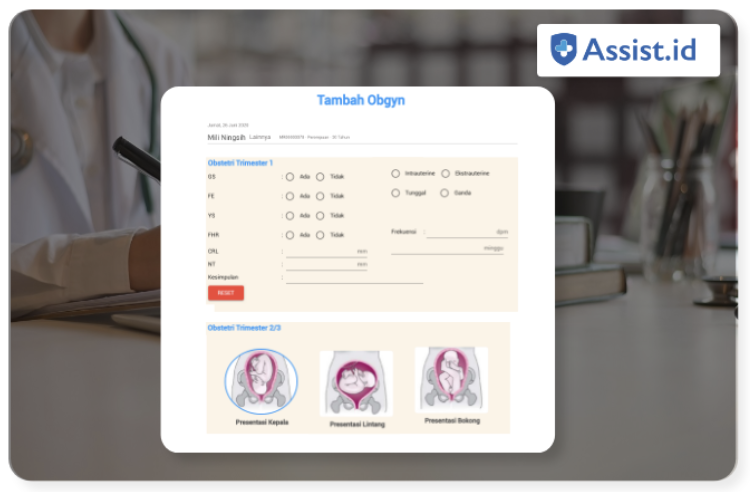 Assist.id
Tambah Obgyn
Jumat, 26 Juni 2020
Mili Ningsih Lainnya Perempuan 30 Tahun
Obstetri Trimester 1
GS : Ada Tidak Intrauterine Ekstrauterine
FE : Ada Tidak Tunggal Ganda
YS : Ada Tidak
FHR : Ada Tidak Frekuensi : dpm
CRL : mm minggu
NT : mm
Kesimpulan :
RESET
Obstetri Trimester 2/3
Presentasi Kepala Presentasi Lintang Presentasi Bokong